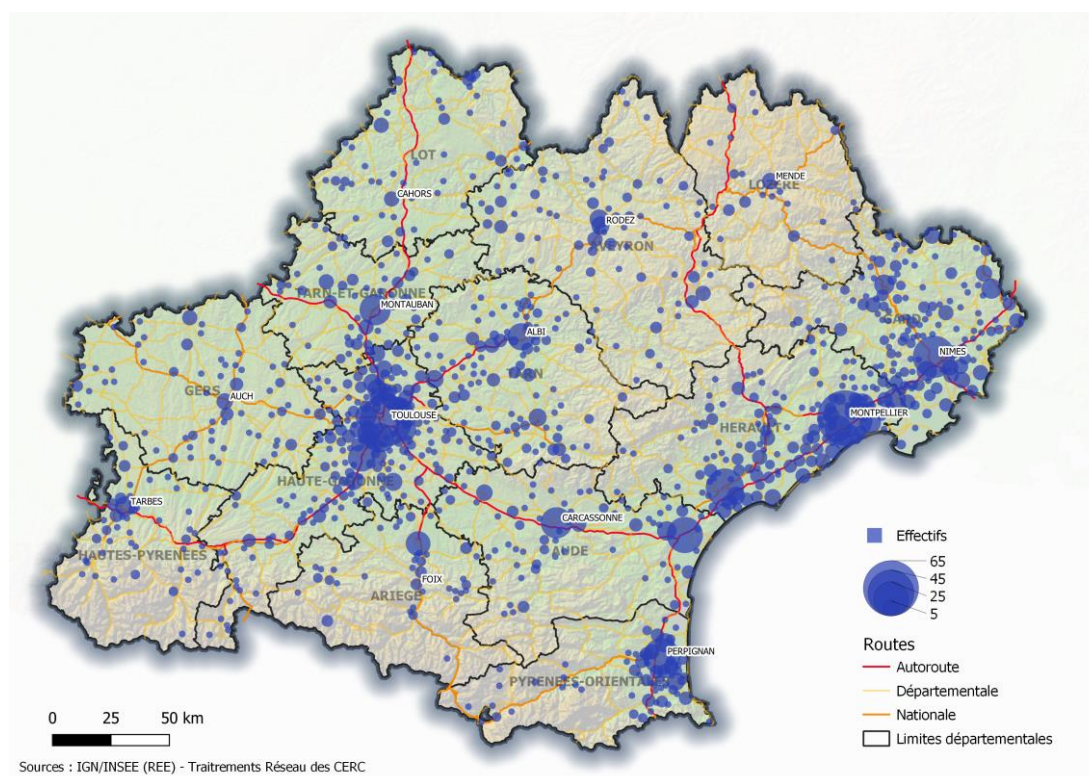 LOT
CAHORS
MENDE
LOZÈRE
RODEZ
AVEYRON
TARN-ET-GARONNE
MONTAUBAN
GARD
ALBI
NIMES
TARN
GERS
AUCH
TOULOUSE
MONTPELLIER
HERAULT
HAUTE-GARONNE
TARBES
CARCASSONNE
AUDE
HAUTES-PYRENEES
FOIX
ARIEGE
PERPIGNAN
PYRENEES-ORIENTALES
Effectifs
65
45
25
5
Routes
Autoroute
Départementale
Nationale
Limites départementales
0 25 50 km
Sources : IGN/INSEE (REE) - Traitrements Réseau des CERC